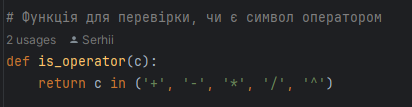 # Функція для перевірки, чи є символ оператором
2 usages Serhii
def is_operator(c):
    return c in ('+', '-', '*', '/', '^')